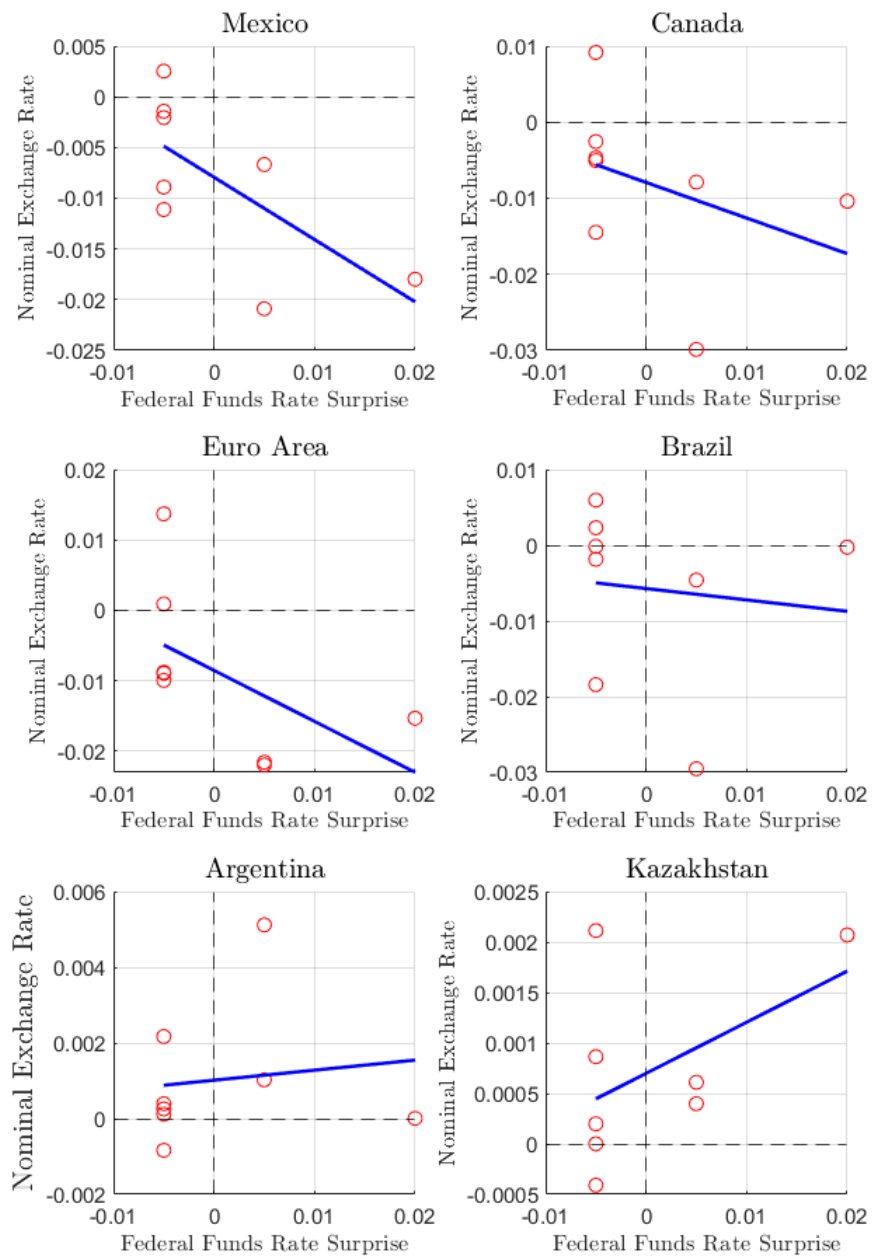 Mexico
Nominal Exchange Rate
0.005
0
-0.005
-0.01
-0.015
-0.02
-0.025
-0.01 0 0.01 0.02
Federal Funds Rate Surprise
Canada
Nominal Exchange Rate
0.01
0
-0.01
-0.02
-0.03
-0.01 0 0.01 0.02
Federal Funds Rate Surprise
Euro Area
Nominal Exchange Rate
0.02
0.01
0
-0.01
-0.02
-0.01 0 0.01 0.02
Federal Funds Rate Surprise
Brazil
Nominal Exchange Rate
0.01
0
-0.01
-0.02
-0.03
-0.01 0 0.01 0.02
Federal Funds Rate Surprise
Argentina
Nominal Exchange Rate
0.006
0.004
0.002
0
-0.002
-0.01 0 0.01 0.02
Federal Funds Rate Surprise
Kazakhstan
Nominal Exchange Rate
0.0025
0.002
0.0015
0.001
0.0005
0
-0.0005
-0.01 0 0.01 0.02
Federal Funds Rate Surprise